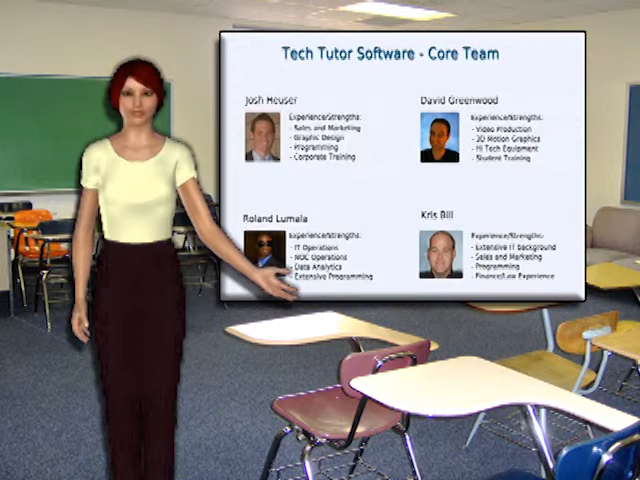 Tech Tutor Software - Core Team
Josh Heuser
Experience/Strengths:
- Sales and Marketing
- Graphic Design
- Programming
- Corporate Training
David Greenwood
Experience/Strengths:
- Video Production
- 3D Motion Graphics
- Hi Tech Equipment
- Student Training
Roland Lumala
Experience/Strengths:
- IT Operations
- NOC Operations
- Data Analytics
- Extensive Programming
Kris Bill
Experience/Strengths:
- Extensive IT background
- Sales and Marketing
- Programming
- Finance/Law Experience